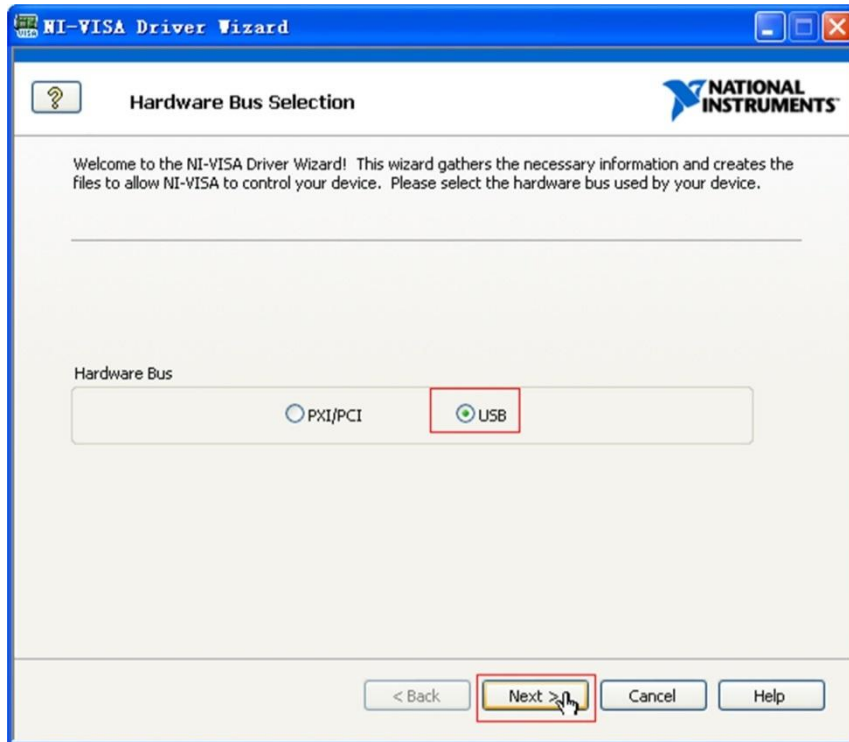 NI-VISA Driver Wizard
?
Hardware Bus Selection
NATIONAL
INSTRUMENTS™
Welcome to the NI-VISA Driver Wizard! This wizard gathers the necessary information and creates the
files to allow NI-VISA to control your device. Please select the hardware bus used by your device.
Hardware Bus
PXI/PCI USB
< Back Next > Cancel Help